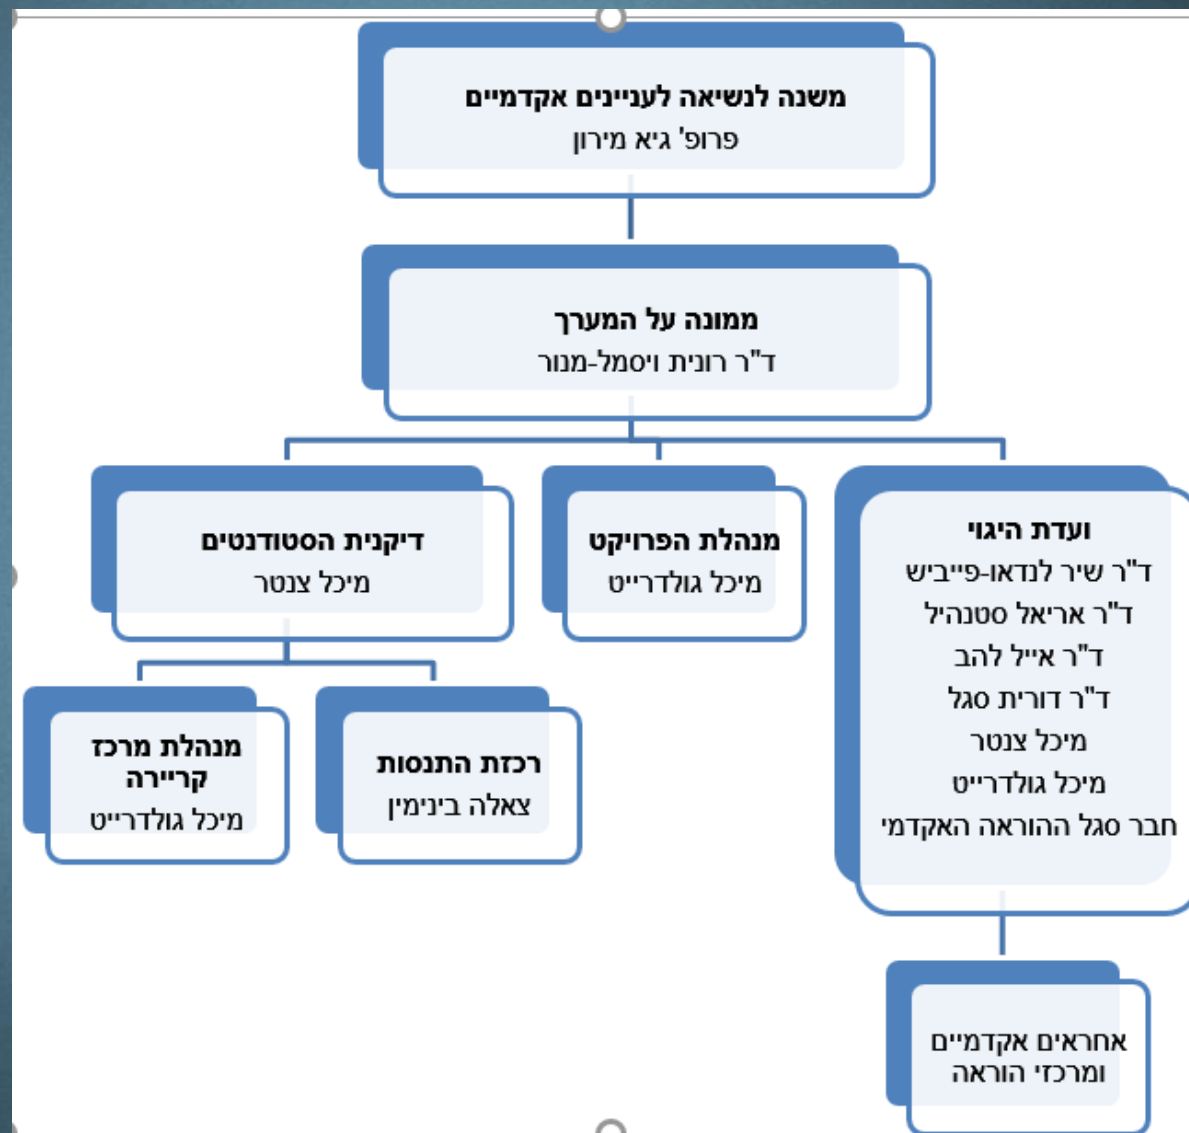 משנה לנשיאה לעניינים אקדמיים
פרופ' גיא מירון
ממונה על המערך
ד"ר רונית ויסמל-מנור
ועדת היגוי
ד"ר שיר לנדאו-פייביש
ד"ר אריאל סטנהיל
ד"ר אייל להב
ד"ר דורית סגל
מיכל צנטר
מיכל גולדרייט
חבר סגל ההוראה האקדמי
מנהלת הפרויקט
מיכל גולדרייט
דיקנית הסטודנטים
מיכל צנטר
רכזת התנסות
צאלה בינימין
מנהלת מרכז
קריירה
מיכל גולדרייט
אחראים אקדמיים
ומרכזי הוראה